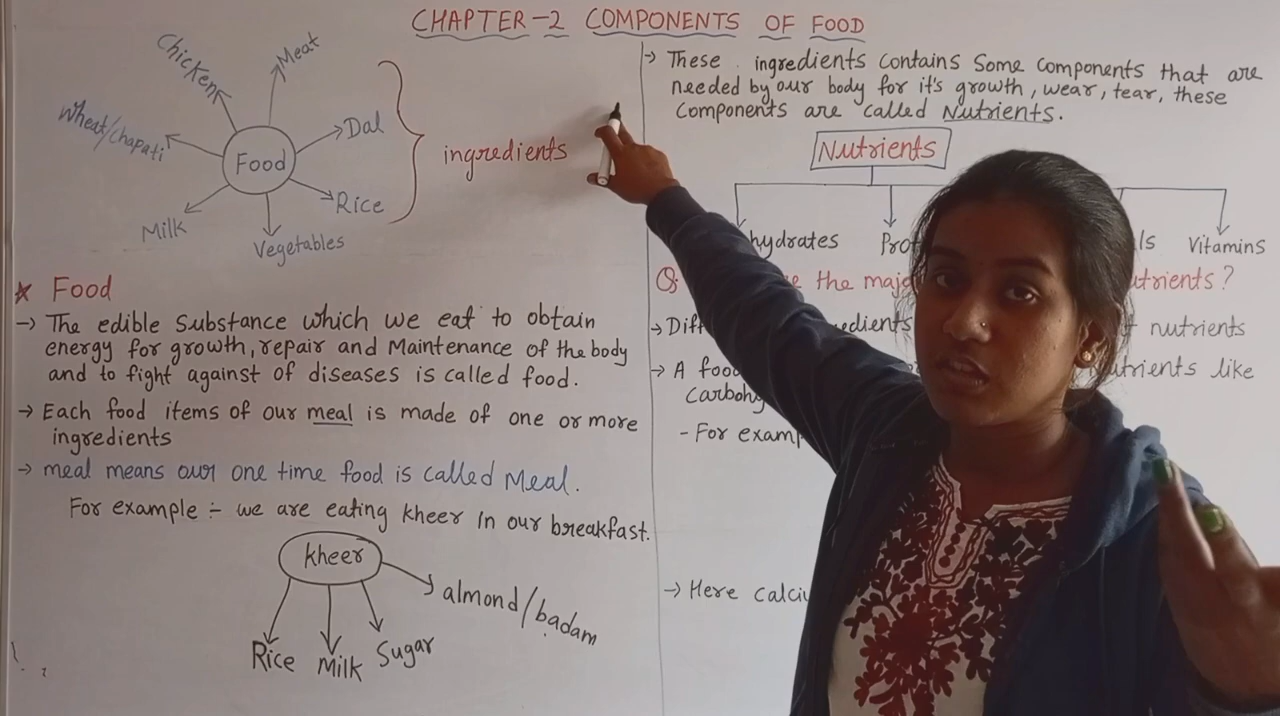 CHAPTER-2 COMPONENTS OF FOOD
Chicken
Meat
Wheat/chapati
Dal
Food
ingredients
Rice
Milk
Vegetables
* Food
→ The edible substance which we eat to obtain
energy for growth, repair and Maintenance of the body
and to fight against of diseases is called food.
→ Each food items of our meal is made of one or more
ingredients
→ meal means our one time food is called Meal.
For example :- we are eating kheer in our breakfast.
kheer
almond/badam
Rice Milk Sugar
→ These ingredients contains some components that are
needed by our body for it's growth, wear, tear, these
components are called Nutrients.
Nutrients
Vitamins
Q: the ?
→ nutrients
→ A like
- For
→ Here